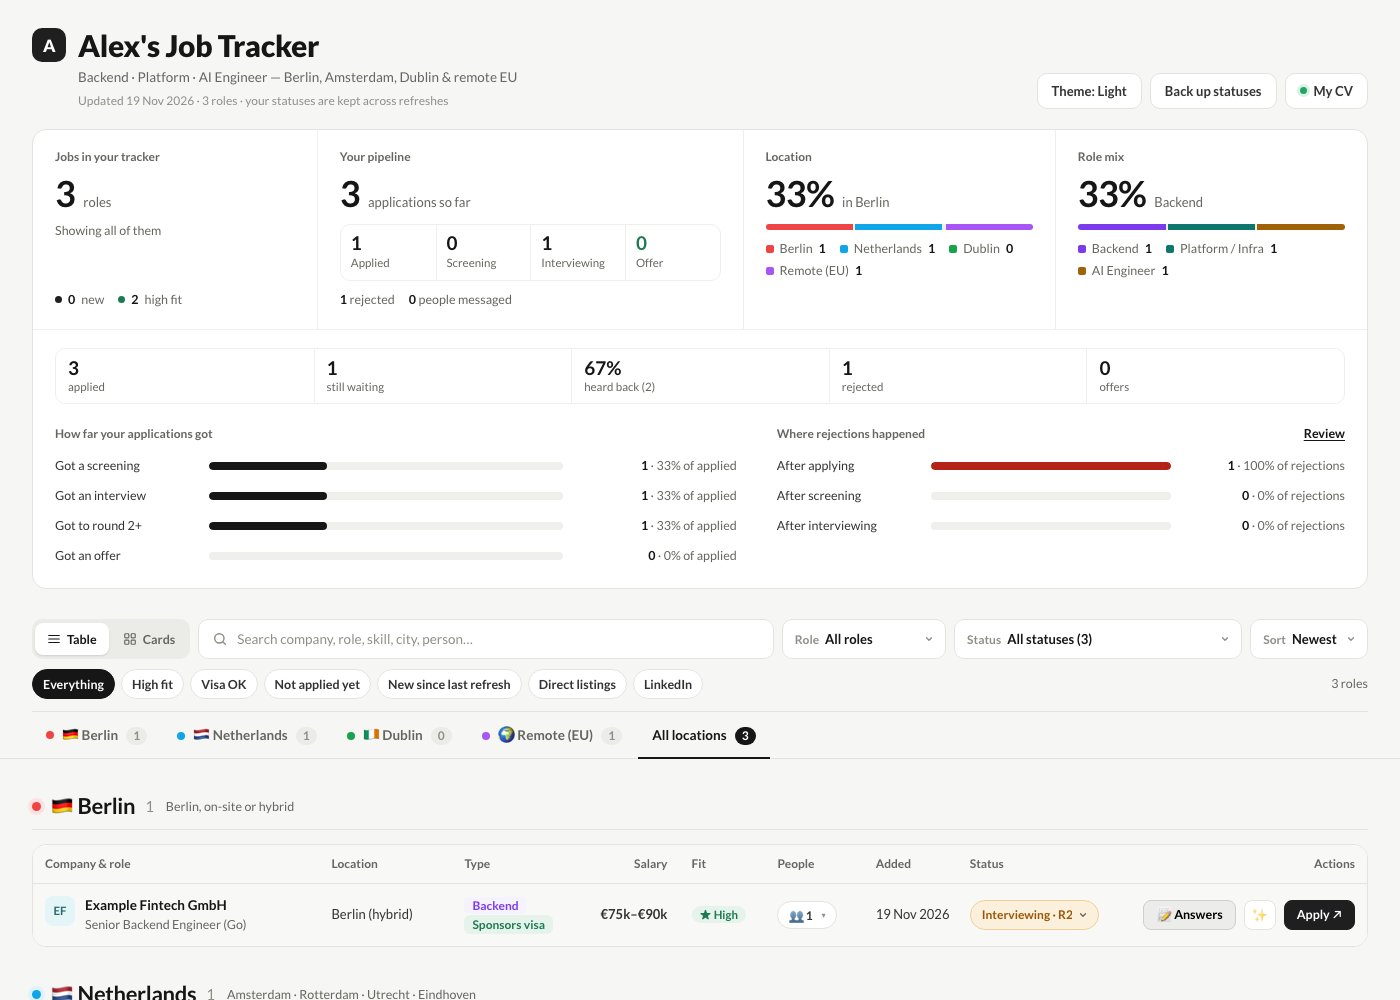 A Alex's Job Tracker
Backend · Platform · AI Engineer — Berlin, Amsterdam, Dublin & remote EU
Updated 19 Nov 2026 · 3 roles · your statuses are kept across refreshes
Theme: Light Back up statuses My CV
Jobs in your tracker
3 roles
Showing all of them
0 new 2 high fit
Your pipeline
3 applications so far
1 0 1 0
Applied Screening Interviewing Offer
1 rejected 0 people messaged
Location
33% in Berlin
Berlin 1 Netherlands 1 Dublin 0
Remote (EU) 1
Role mix
33% Backend
Backend 1 Platform / Infra 1
AI Engineer 1
3 1 67% 1 0
applied still waiting heard back (2) rejected offers
How far your applications got
Got a screening 1 · 33% of applied
Got an interview 1 · 33% of applied
Got to round 2+ 1 · 33% of applied
Got an offer 0 · 0% of applied
Where rejections happened Review
After applying 1 · 100% of rejections
After screening 0 · 0% of rejections
After interviewing 0 · 0% of rejections
Table Cards Search company, role, skill, city, person... Role All roles Status All statuses (3) Sort Newest
Everything High fit Visa OK Not applied yet New since last refresh Direct listings LinkedIn 3 roles
Berlin 1 Netherlands 1 Dublin 0 Remote (EU) 1 All locations 3
Berlin 1 Berlin, on-site or hybrid
Company & role Location Type Salary Fit People Added Status Actions
EF Example Fintech GmbH
Senior Backend Engineer (Go)
Berlin (hybrid)
Backend
Sponsors visa
€75k–€90k High 1 19 Nov 2026 Interviewing · R2 Answers Apply ↗
Netherlands 1 Amsterdam · Rotterdam · Utrecht · Eindhoven